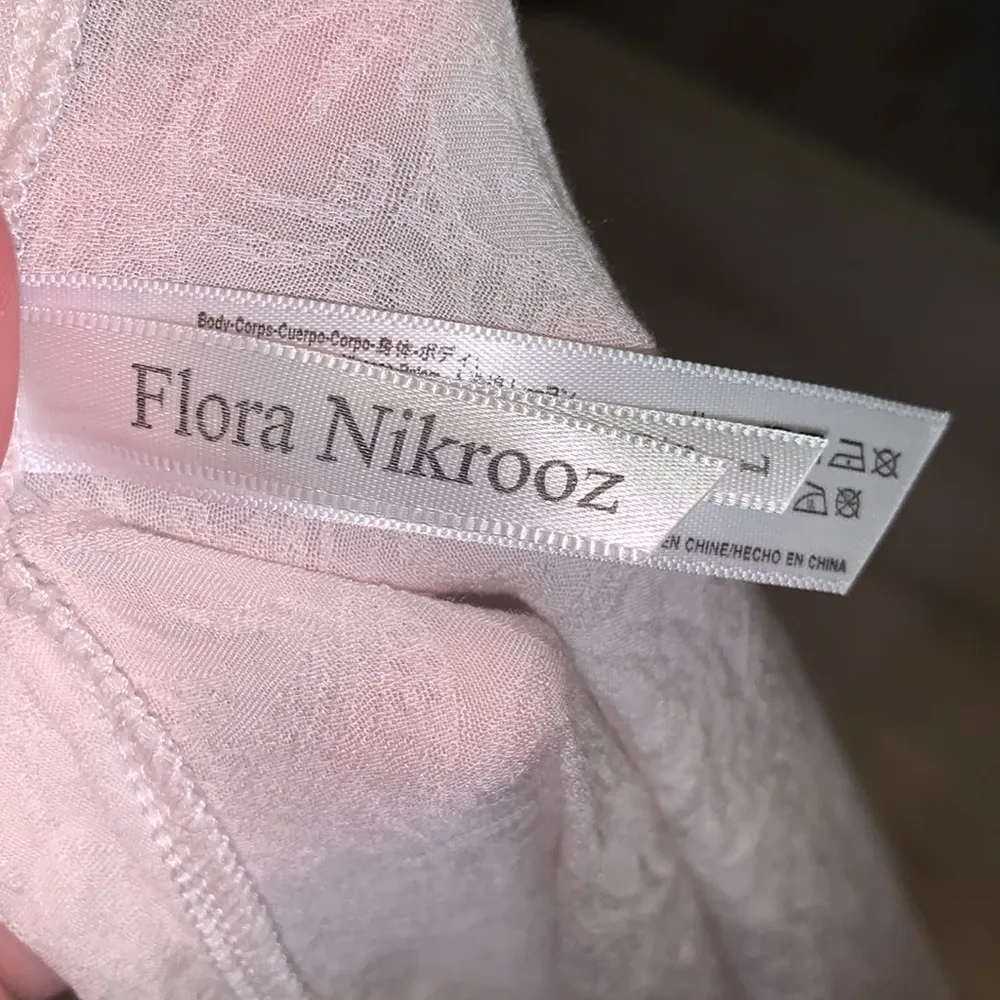 Body-Corps-Cuerpo-Corpo-身体-ボディ
Flora Nikrooz
L
EN CHINE/HECHO EN CHINA